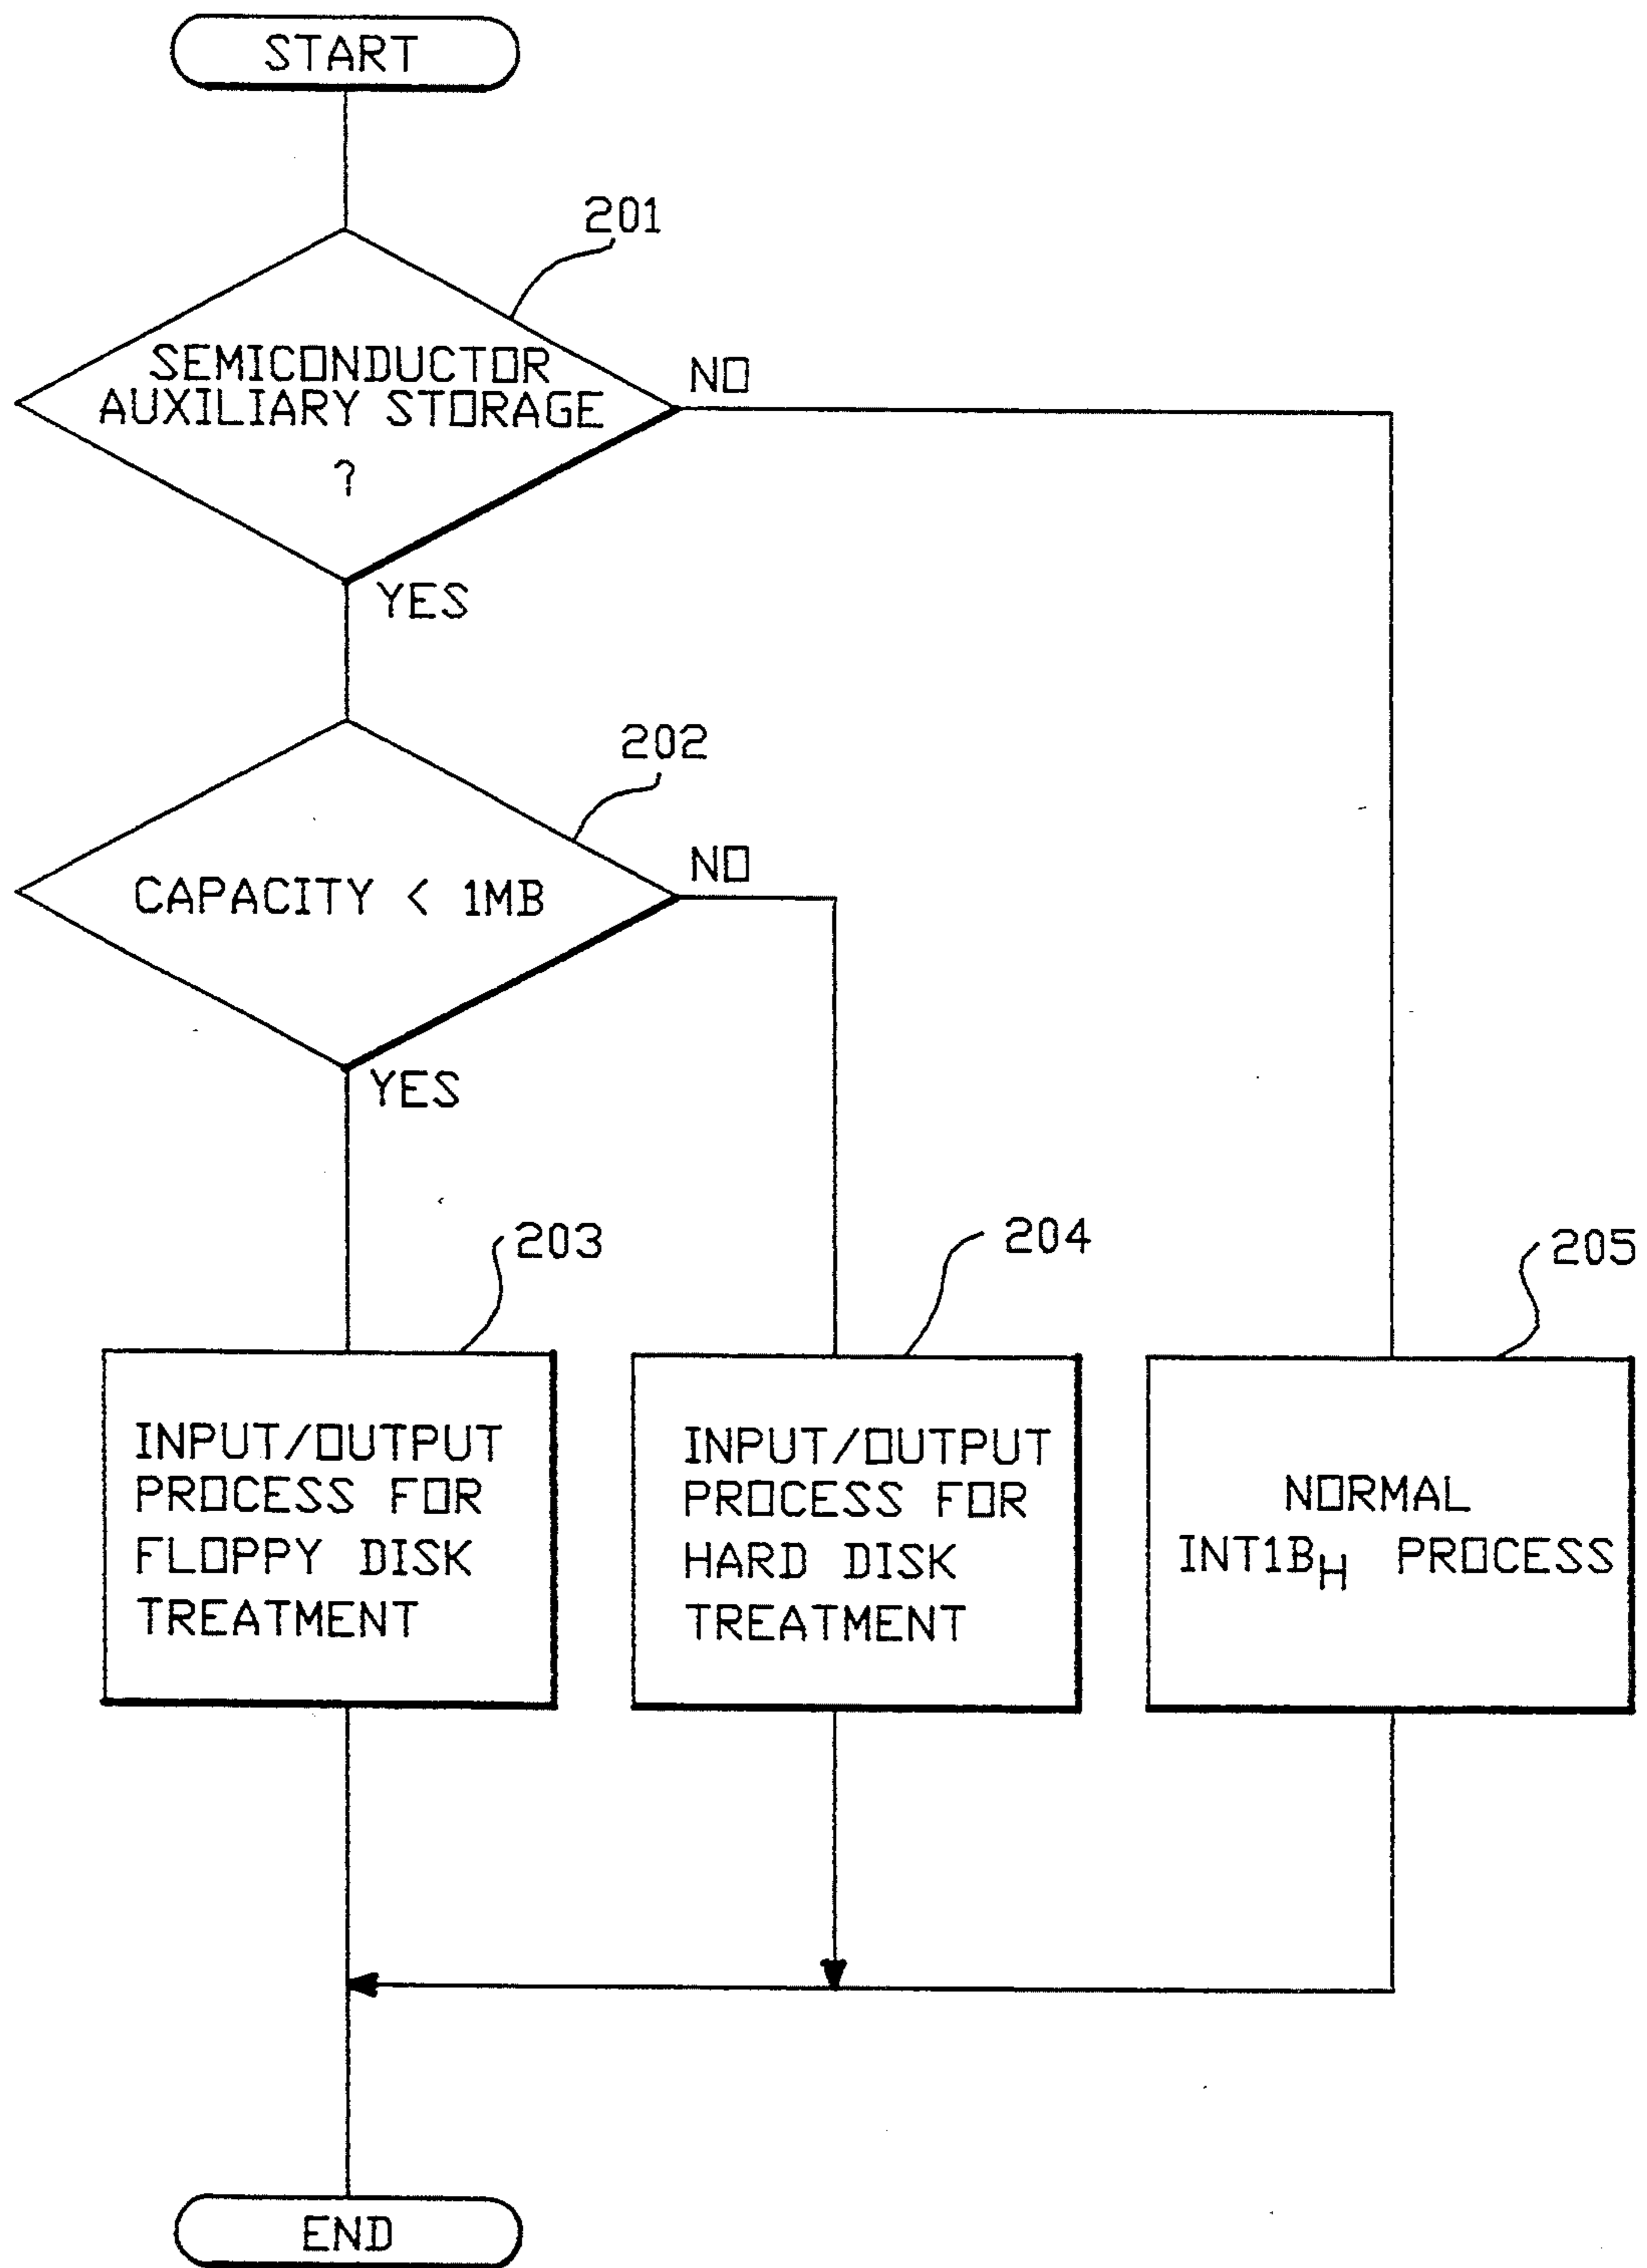 START
201
SEMICONDUCTOR
AUXILIARY STORAGE
?
NO
YES
202
CAPACITY < 1MB
NO
YES
203
204
205
INPUT/OUTPUT
PROCESS FOR
FLOPPY DISK
TREATMENT
INPUT/OUTPUT
PROCESS FOR
HARD DISK
TREATMENT
NORMAL
INT1BH PROCESS
END